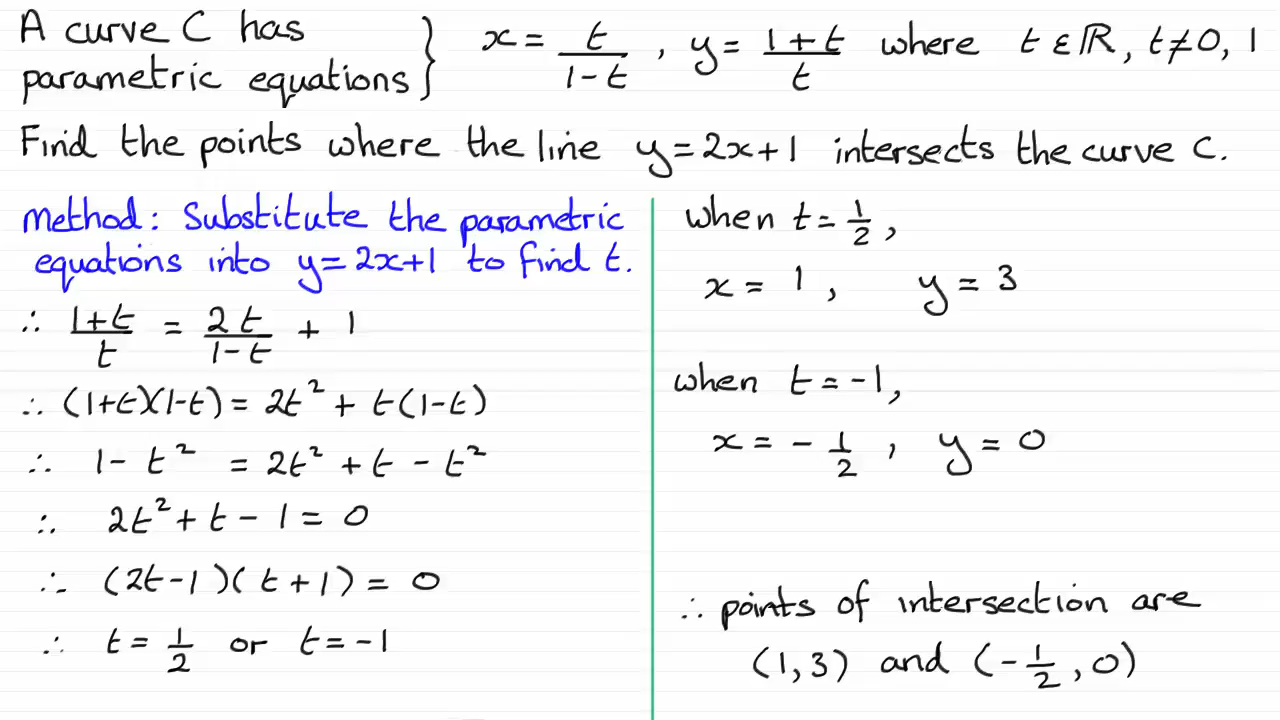 A curve C has
parametric equations } x = t/(1-t) , y = (1+t)/t where t ∈ ℝ, t ≠ 0, 1
Find the points where the line y = 2x+1 intersects the curve C.
Method: Substitute the parametric
equations into y = 2x+1 to find t.
∴ (1+t)/t = 2t/(1-t) + 1
∴ (1+t)(1-t) = 2t² + t(1-t)
∴ 1 - t² = 2t² + t - t²
∴ 2t² + t - 1 = 0
∴ (2t-1)(t+1) = 0
∴ t = 1/2 or t = -1
when t = 1/2,
x = 1, y = 3
when t = -1,
x = -1/2, y = 0
∴ points of intersection are
(1, 3) and (-1/2, 0)